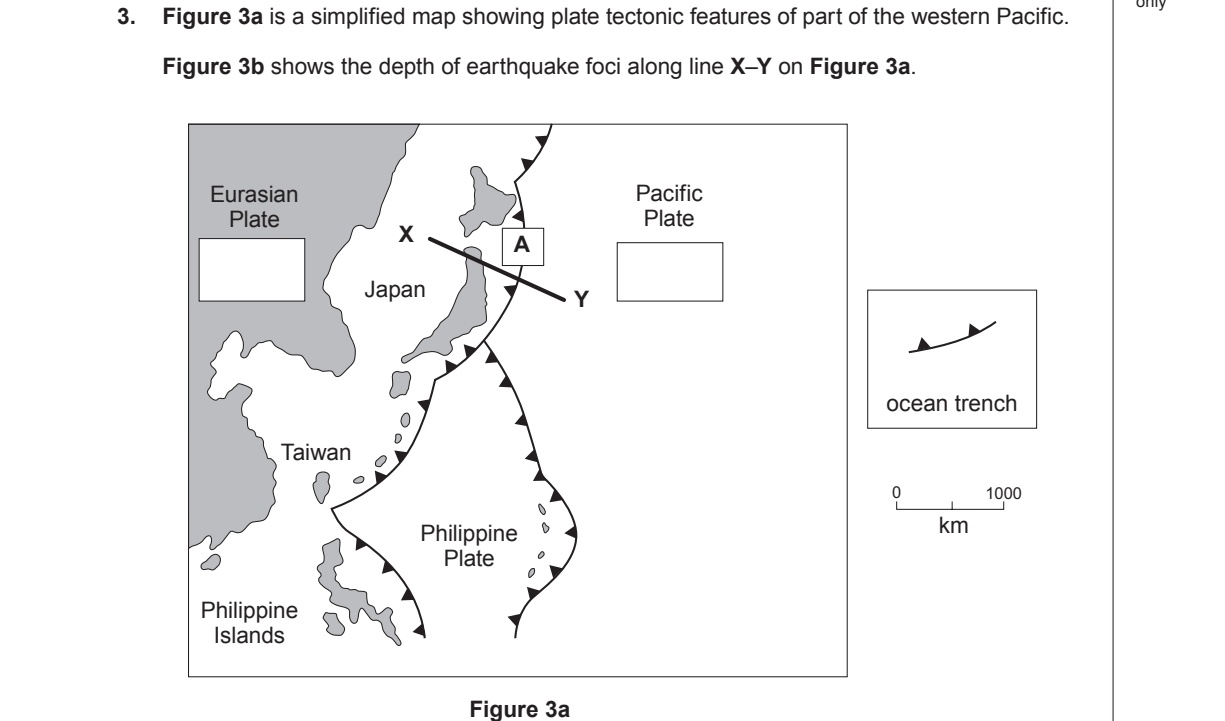 only
3. Figure 3a is a simplified map showing plate tectonic features of part of the western Pacific.
Figure 3b shows the depth of earthquake foci along line X–Y on Figure 3a.
Eurasian
Plate
Pacific
Plate
X
A
Y
Japan
ocean trench
Taiwan
0 1000
km
Philippine
Plate
Philippine
Islands
Figure 3a